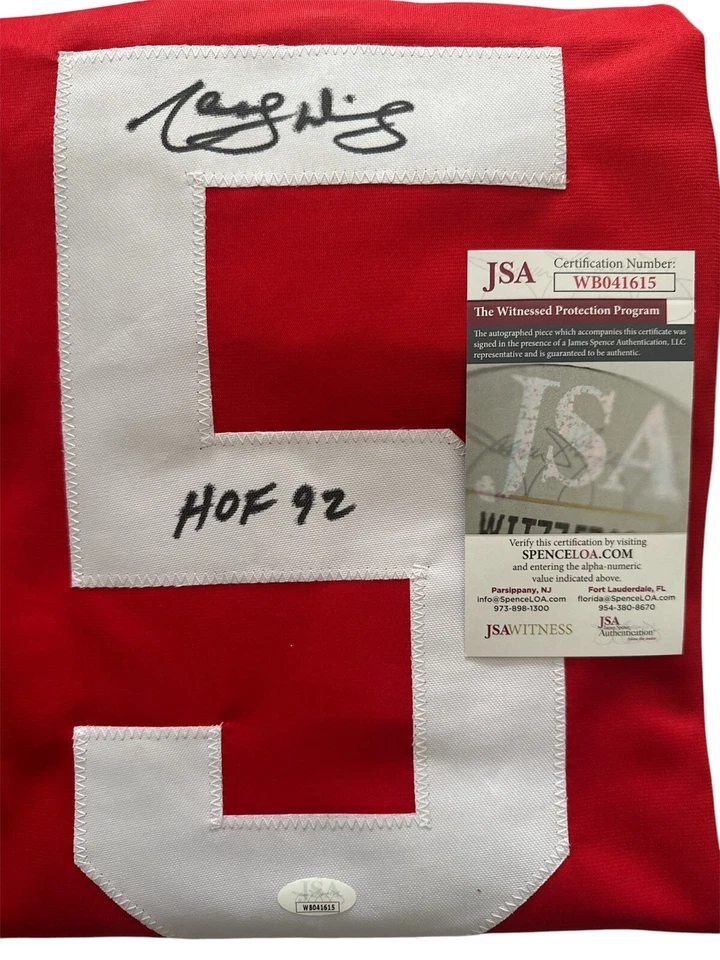 JSA
Certification Number:
WB041615
The Witnessed Protection Program
The autographed piece which accompanies this certificate was
signed in the presence of a James Spence Authentication, LLC
representative and is guaranteed to be authentic.
JSA
Verify this certification by visiting
SPENCELOA.COM
and entering the alpha-numeric
value indicated above.
Parsippany, NJ
info@SpenceLOA.com
973-898-1300
Fort Lauderdale, FL
florida@SpenceLOA.com
954-380-8670
JSAWITNESS
JSA
Authentication
HOF 92
5
JSA
WB041615